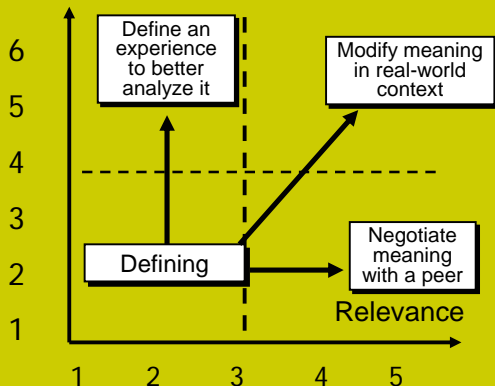 6
5
4
3
2
1
Define an
experience
to better
analyze it
Modify meaning
in real-world
context
Defining
Negotiate
meaning
with a peer
Relevance
1 2 3 4 5